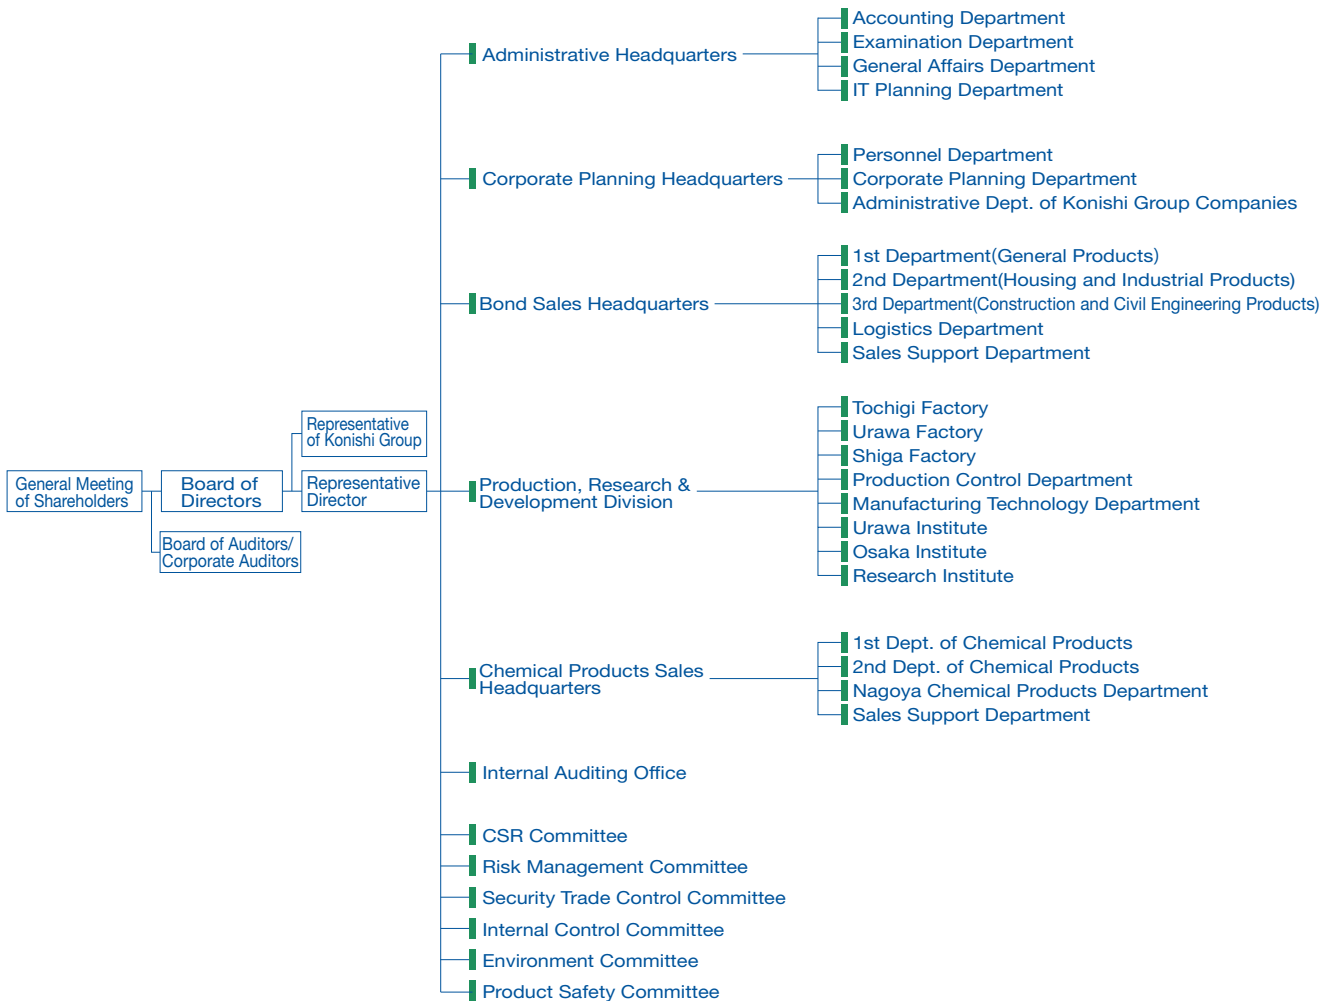 General Meeting
of Shareholders
Board of
Directors
Board of Auditors/
Corporate Auditors
Representative
of Konishi Group
Representative
Director
Administrative Headquarters
Accounting Department
Examination Department
General Affairs Department
IT Planning Department
Corporate Planning Headquarters
Personnel Department
Corporate Planning Department
Administrative Dept. of Konishi Group Companies
Bond Sales Headquarters
1st Department(General Products)
2nd Department(Housing and Industrial Products)
3rd Department(Construction and Civil Engineering Products)
Logistics Department
Sales Support Department
Production, Research &
Development Division
Tochigi Factory
Urawa Factory
Shiga Factory
Production Control Department
Manufacturing Technology Department
Urawa Institute
Osaka Institute
Research Institute
Chemical Products Sales
Headquarters
1st Dept. of Chemical Products
2nd Dept. of Chemical Products
Nagoya Chemical Products Department
Sales Support Department
Internal Auditing Office
CSR Committee
Risk Management Committee
Security Trade Control Committee
Internal Control Committee
Environment Committee
Product Safety Committee